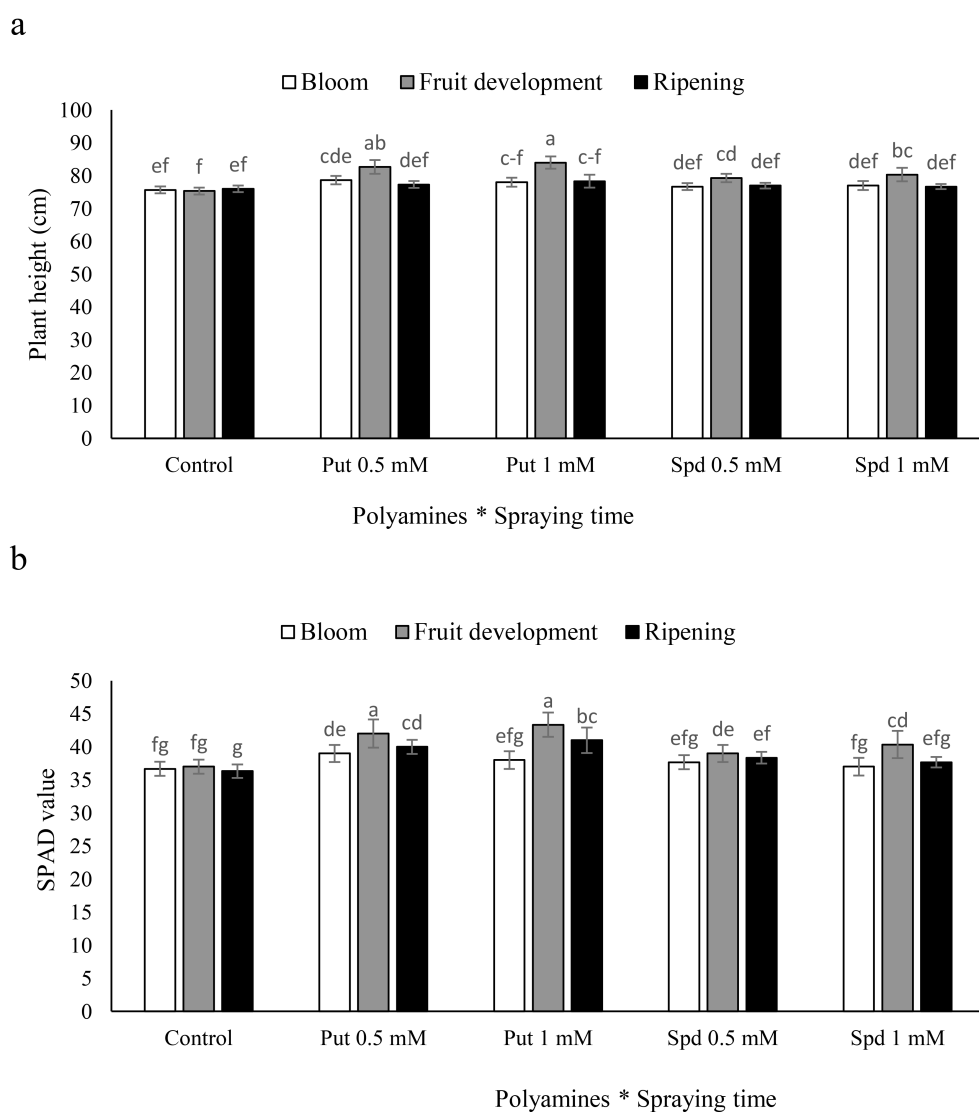 a
Bloom Fruit development Ripening
100
90
80
70
60
50
40
30
20
10
0
Plant height (cm)
ef f ef cde ab def c-f a c-f def cd def def bc def
Control Put 0.5 mM Put 1 mM Spd 0.5 mM Spd 1 mM
Polyamines * Spraying time
b
Bloom Fruit development Ripening
50
45
40
35
30
25
20
15
10
5
0
SPAD value
fg fg g de a cd efg a bc efg de ef fg cd efg
Control Put 0.5 mM Put 1 mM Spd 0.5 mM Spd 1 mM
Polyamines * Spraying time